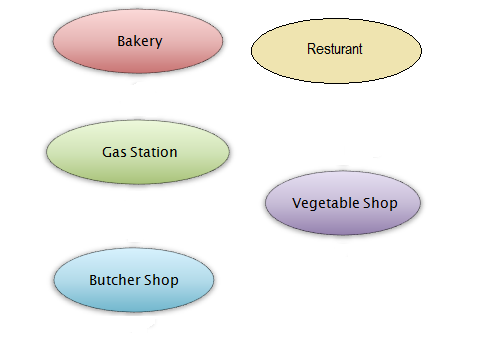 Bakery
Resturant
Gas Station
Vegetable Shop
Butcher Shop